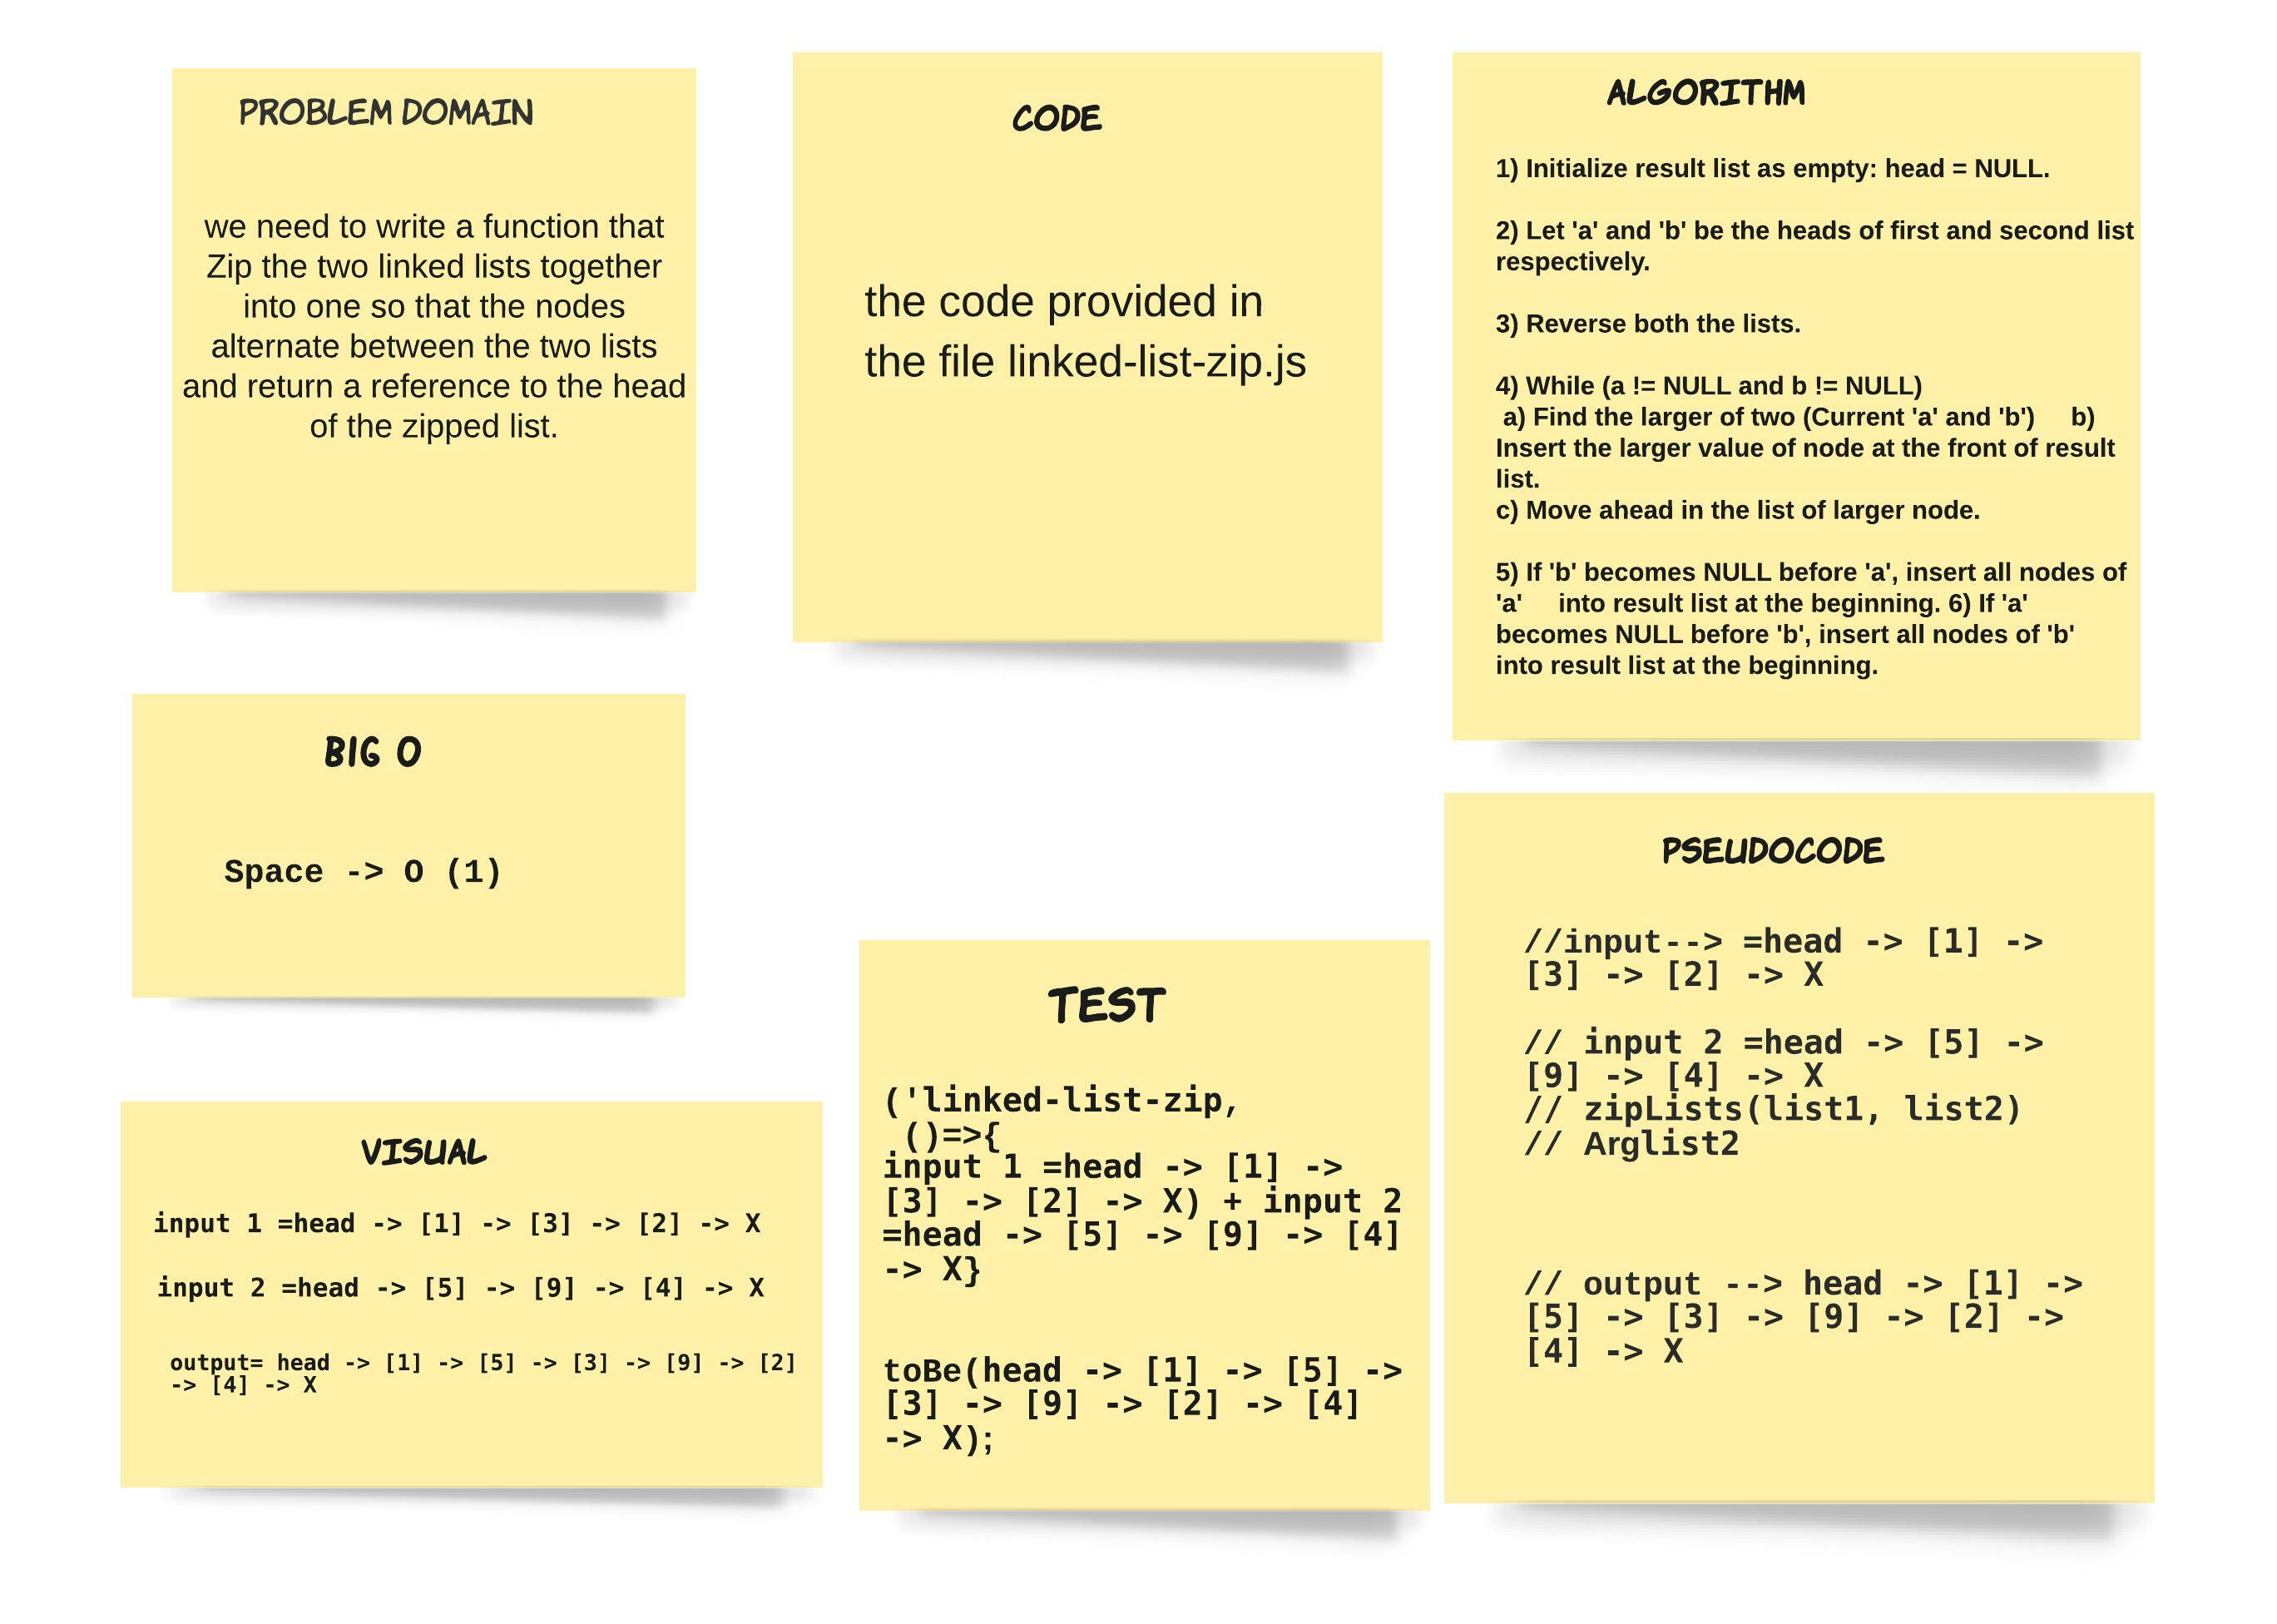 PROBLEM DOMAIN
we need to write a function that
Zip the two linked lists together
into one so that the nodes
alternate between the two lists
and return a reference to the head
of the zipped list.
CODE
the code provided in
the file linked-list-zip.js
ALGORITHM
1) Initialize result list as empty: head = NULL.
2) Let 'a' and 'b' be the heads of first and second list
respectively.
3) Reverse both the lists.
4) While (a != NULL and b != NULL)
a) Find the larger of two (Current 'a' and 'b')     b)
Insert the larger value of node at the front of result
list.
c) Move ahead in the list of larger node.
5) If 'b' becomes NULL before 'a', insert all nodes of
'a'     into result list at the beginning. 6) If 'a'
becomes NULL before 'b', insert all nodes of 'b'
into result list at the beginning.
BIG O
Space -> O (1)
VISUAL
input 1 =head -> [1] -> [3] -> [2] -> X
input 2 =head -> [5] -> [9] -> [4] -> X
output= head -> [1] -> [5] -> [3] -> [9] -> [2]
-> [4] -> X
TEST
('linked-list-zip,
()=>{
input 1 =head -> [1] ->
[3] -> [2] -> X) + input 2
=head -> [5] -> [9] -> [4]
-> X}
toBe(head -> [1] -> [5] ->
[3] -> [9] -> [2] -> [4]
-> X);
PSEUDOCODE
//input--> =head -> [1] ->
[3] -> [2] -> X
// input 2 =head -> [5] ->
[9] -> [4] -> X
// zipLists(list1, list2)
// Arglist2
// output --> head -> [1] ->
[5] -> [3] -> [9] -> [2] ->
[4] -> X